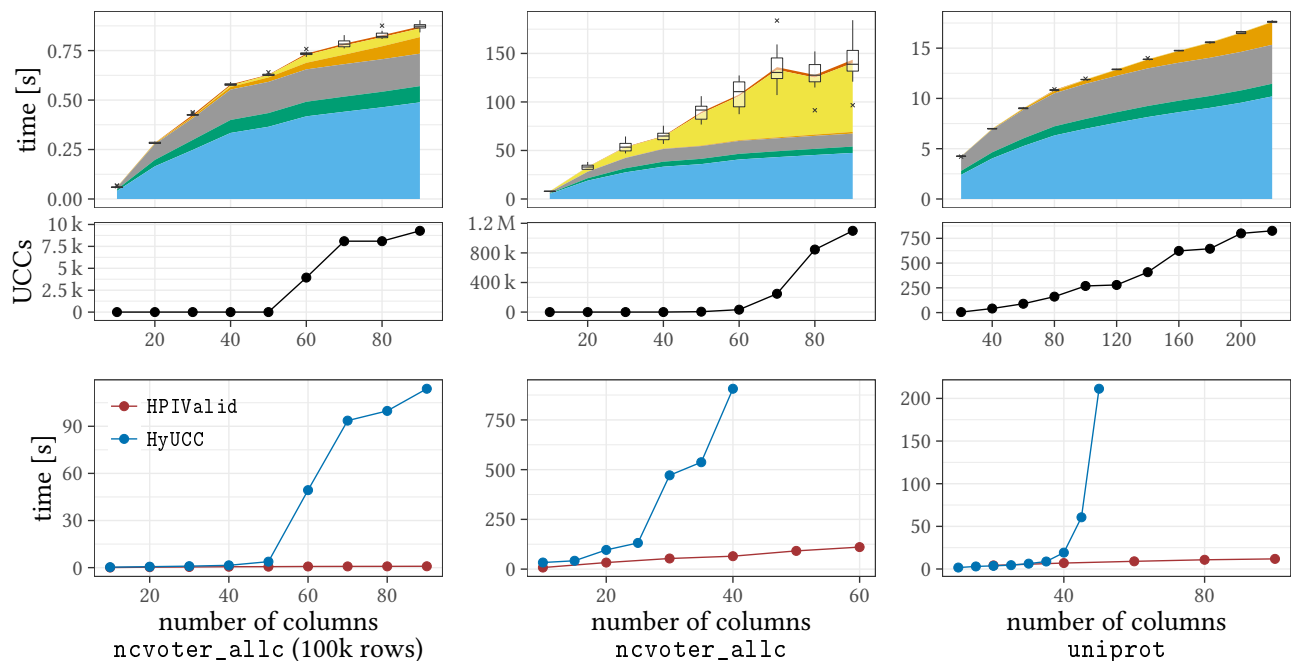 time [s]
0.75
0.50
0.25
0.00
150
100
50
0
15
10
5
0
UCCs
10 k
7.5 k
5 k
2.5 k
0
20
40
60
80
1.2 M
800 k
400 k
0
20
40
60
80
750
500
250
0
40
80
120
160
200
time [s]
90
60
30
0
HPIValid
HyUCC
20
40
60
80
number of columns
ncvoter_allc (100k rows)
750
500
250
0
20
40
60
number of columns
ncvoter_allc
200
150
100
50
0
40
80
number of columns
uniprot